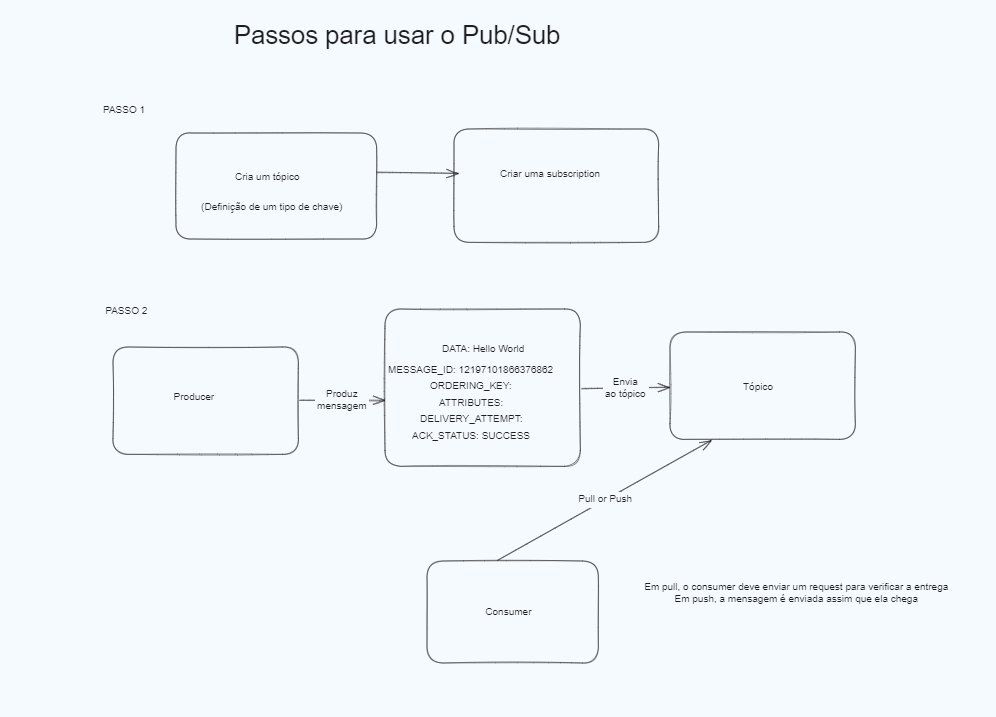 Passos para usar o Pub/Sub
PASSO 1
Cria um tópico
(Definição de um tipo de chave)
Criar uma subscription
PASSO 2
Producer
Produz
mensagem
DATA: Hello World
MESSAGE_ID: 12197101866376862
ORDERING_KEY:
ATTRIBUTES:
DELIVERY_ATTEMPT:
ACK_STATUS: SUCCESS
Envia
ao tópico
Tópico
Pull or Push
Consumer
Em pull, o consumer deve enviar um request para verificar a entrega
Em push, a mensagem é enviada assim que ela chega